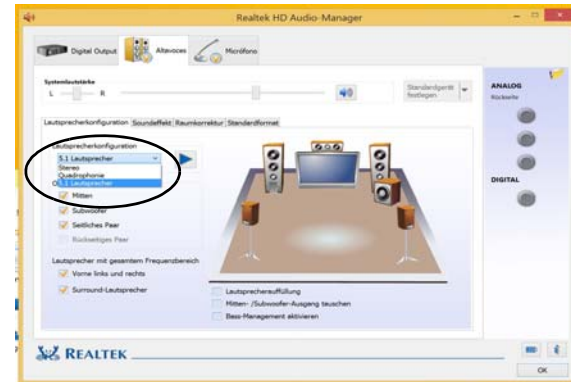 Realtek HD Audio-Manager
Digital Output
Altavoces
Micrófono
Systemlautstärke
L
R
Standardgerät festlegen
ANALOG
Rückseite
DIGITAL
Lautsprecherkonfiguration Soundeffekt Raumkorrektur Standardformat
Lautsprecherkonfiguration
5.1 Lautsprecher
Stereo
Quadrophonie
5.1 Lautsprecher
Mitten
Subwoofer
Seitliches Paar
Rückseitiges Paar
Lautsprecher mit gesamtem Frequenzbereich
Vorne links und rechts
Surround-Lautsprecher
Lautsprecherauffüllung
Mitten- /Subwoofer-Ausgang tauschen
Bass-Management aktivieren
REALTEK
OK